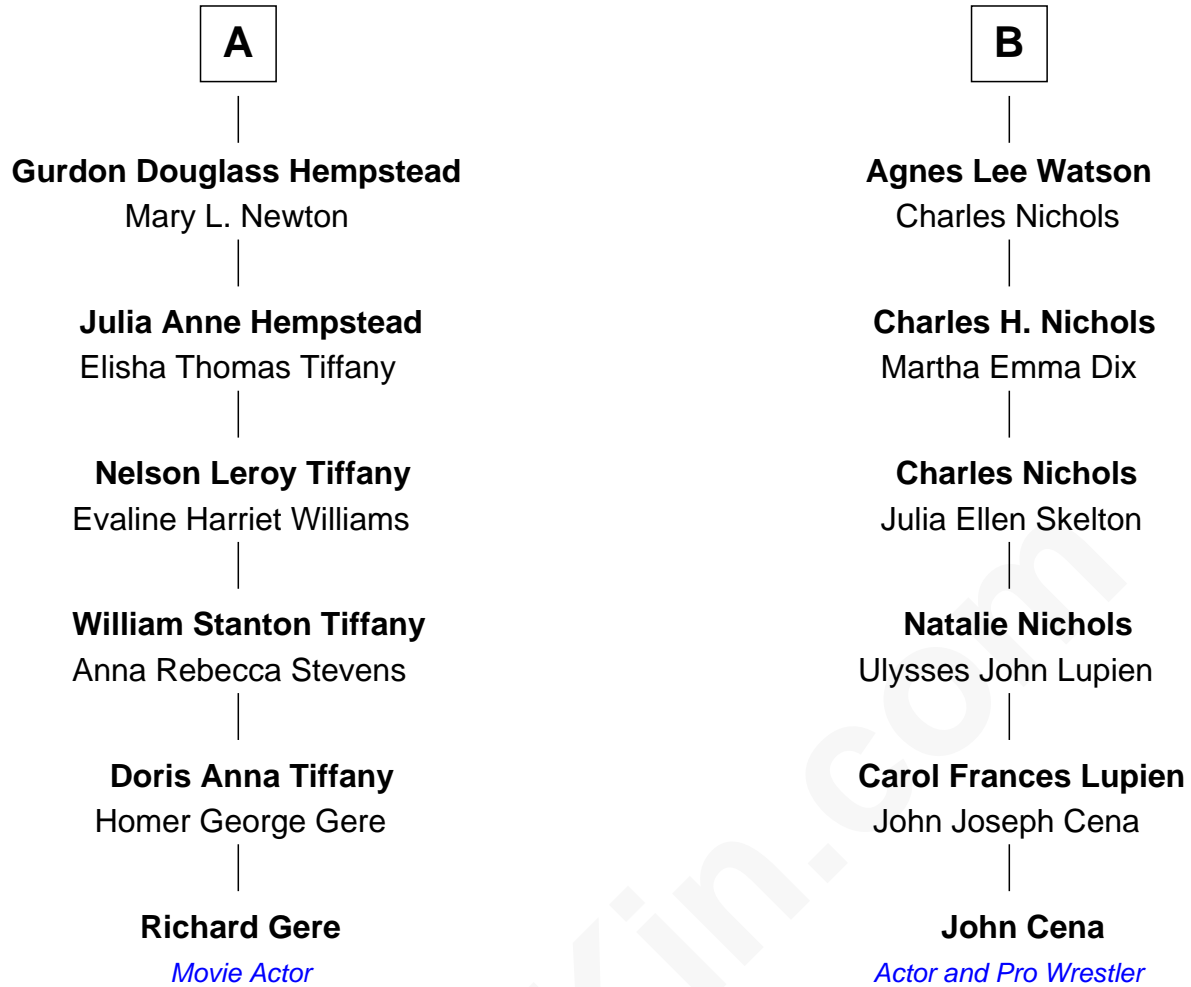 A
Gurdon Douglass Hempstead
Mary L. Newton
Julia Anne Hempstead
Elisha Thomas Tiffany
Nelson Leroy Tiffany
Evaline Harriet Williams
William Stanton Tiffany
Anna Rebecca Stevens
Doris Anna Tiffany
Homer George Gere
Richard Gere
Movie Actor
B
Agnes Lee Watson
Charles Nichols
Charles H. Nichols
Martha Emma Dix
Charles Nichols
Julia Ellen Skelton
Natalie Nichols
Ulysses John Lupien
Carol Frances Lupien
John Joseph Cena
John Cena
Actor and Pro Wrestler
Kin.com